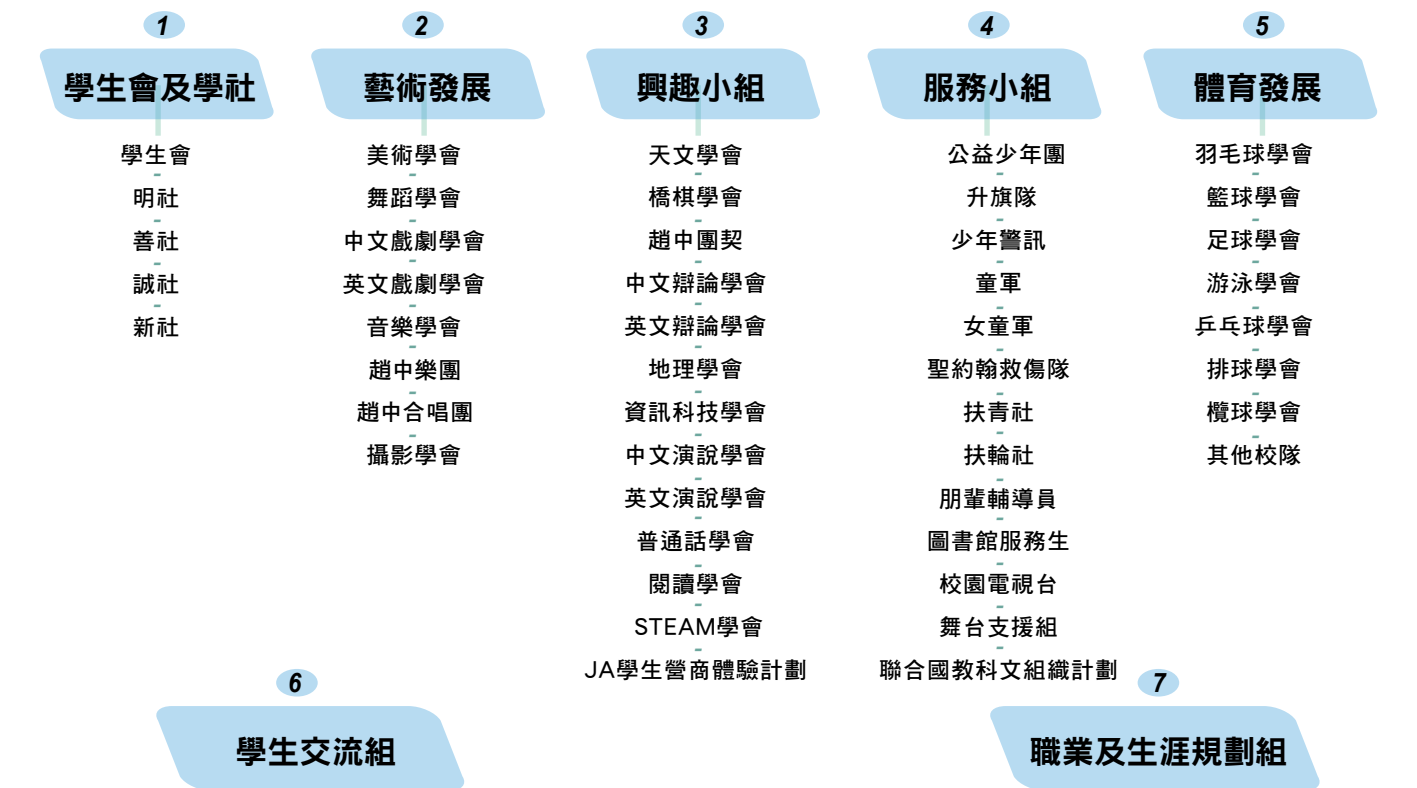 1
學生會及學社
學生會
明社
善社
誠社
新社
2
藝術發展
美術學會
舞蹈學會
中文戲劇學會
英文戲劇學會
音樂學會
趙中樂團
趙中合唱團
攝影學會
3
興趣小組
天文學會
橋棋學會
趙中團契
中文辯論學會
英文辯論學會
地理學會
資訊科技學會
中文演說學會
英文演說學會
普通話學會
閱讀學會
STEAM學會
JA學生營商體驗計劃
4
服務小組
公益少年團
升旗隊
少年警訊
童軍
女童軍
聖約翰救傷隊
扶青社
扶輪社
朋輩輔導員
圖書館服務生
校園電視台
舞台支援組
聯合國教科文組織計劃
5
體育發展
羽毛球學會
籃球學會
足球學會
游泳學會
乒乓球學會
排球學會
欖球學會
其他校隊
6
學生交流組
7
職業及生涯規劃組